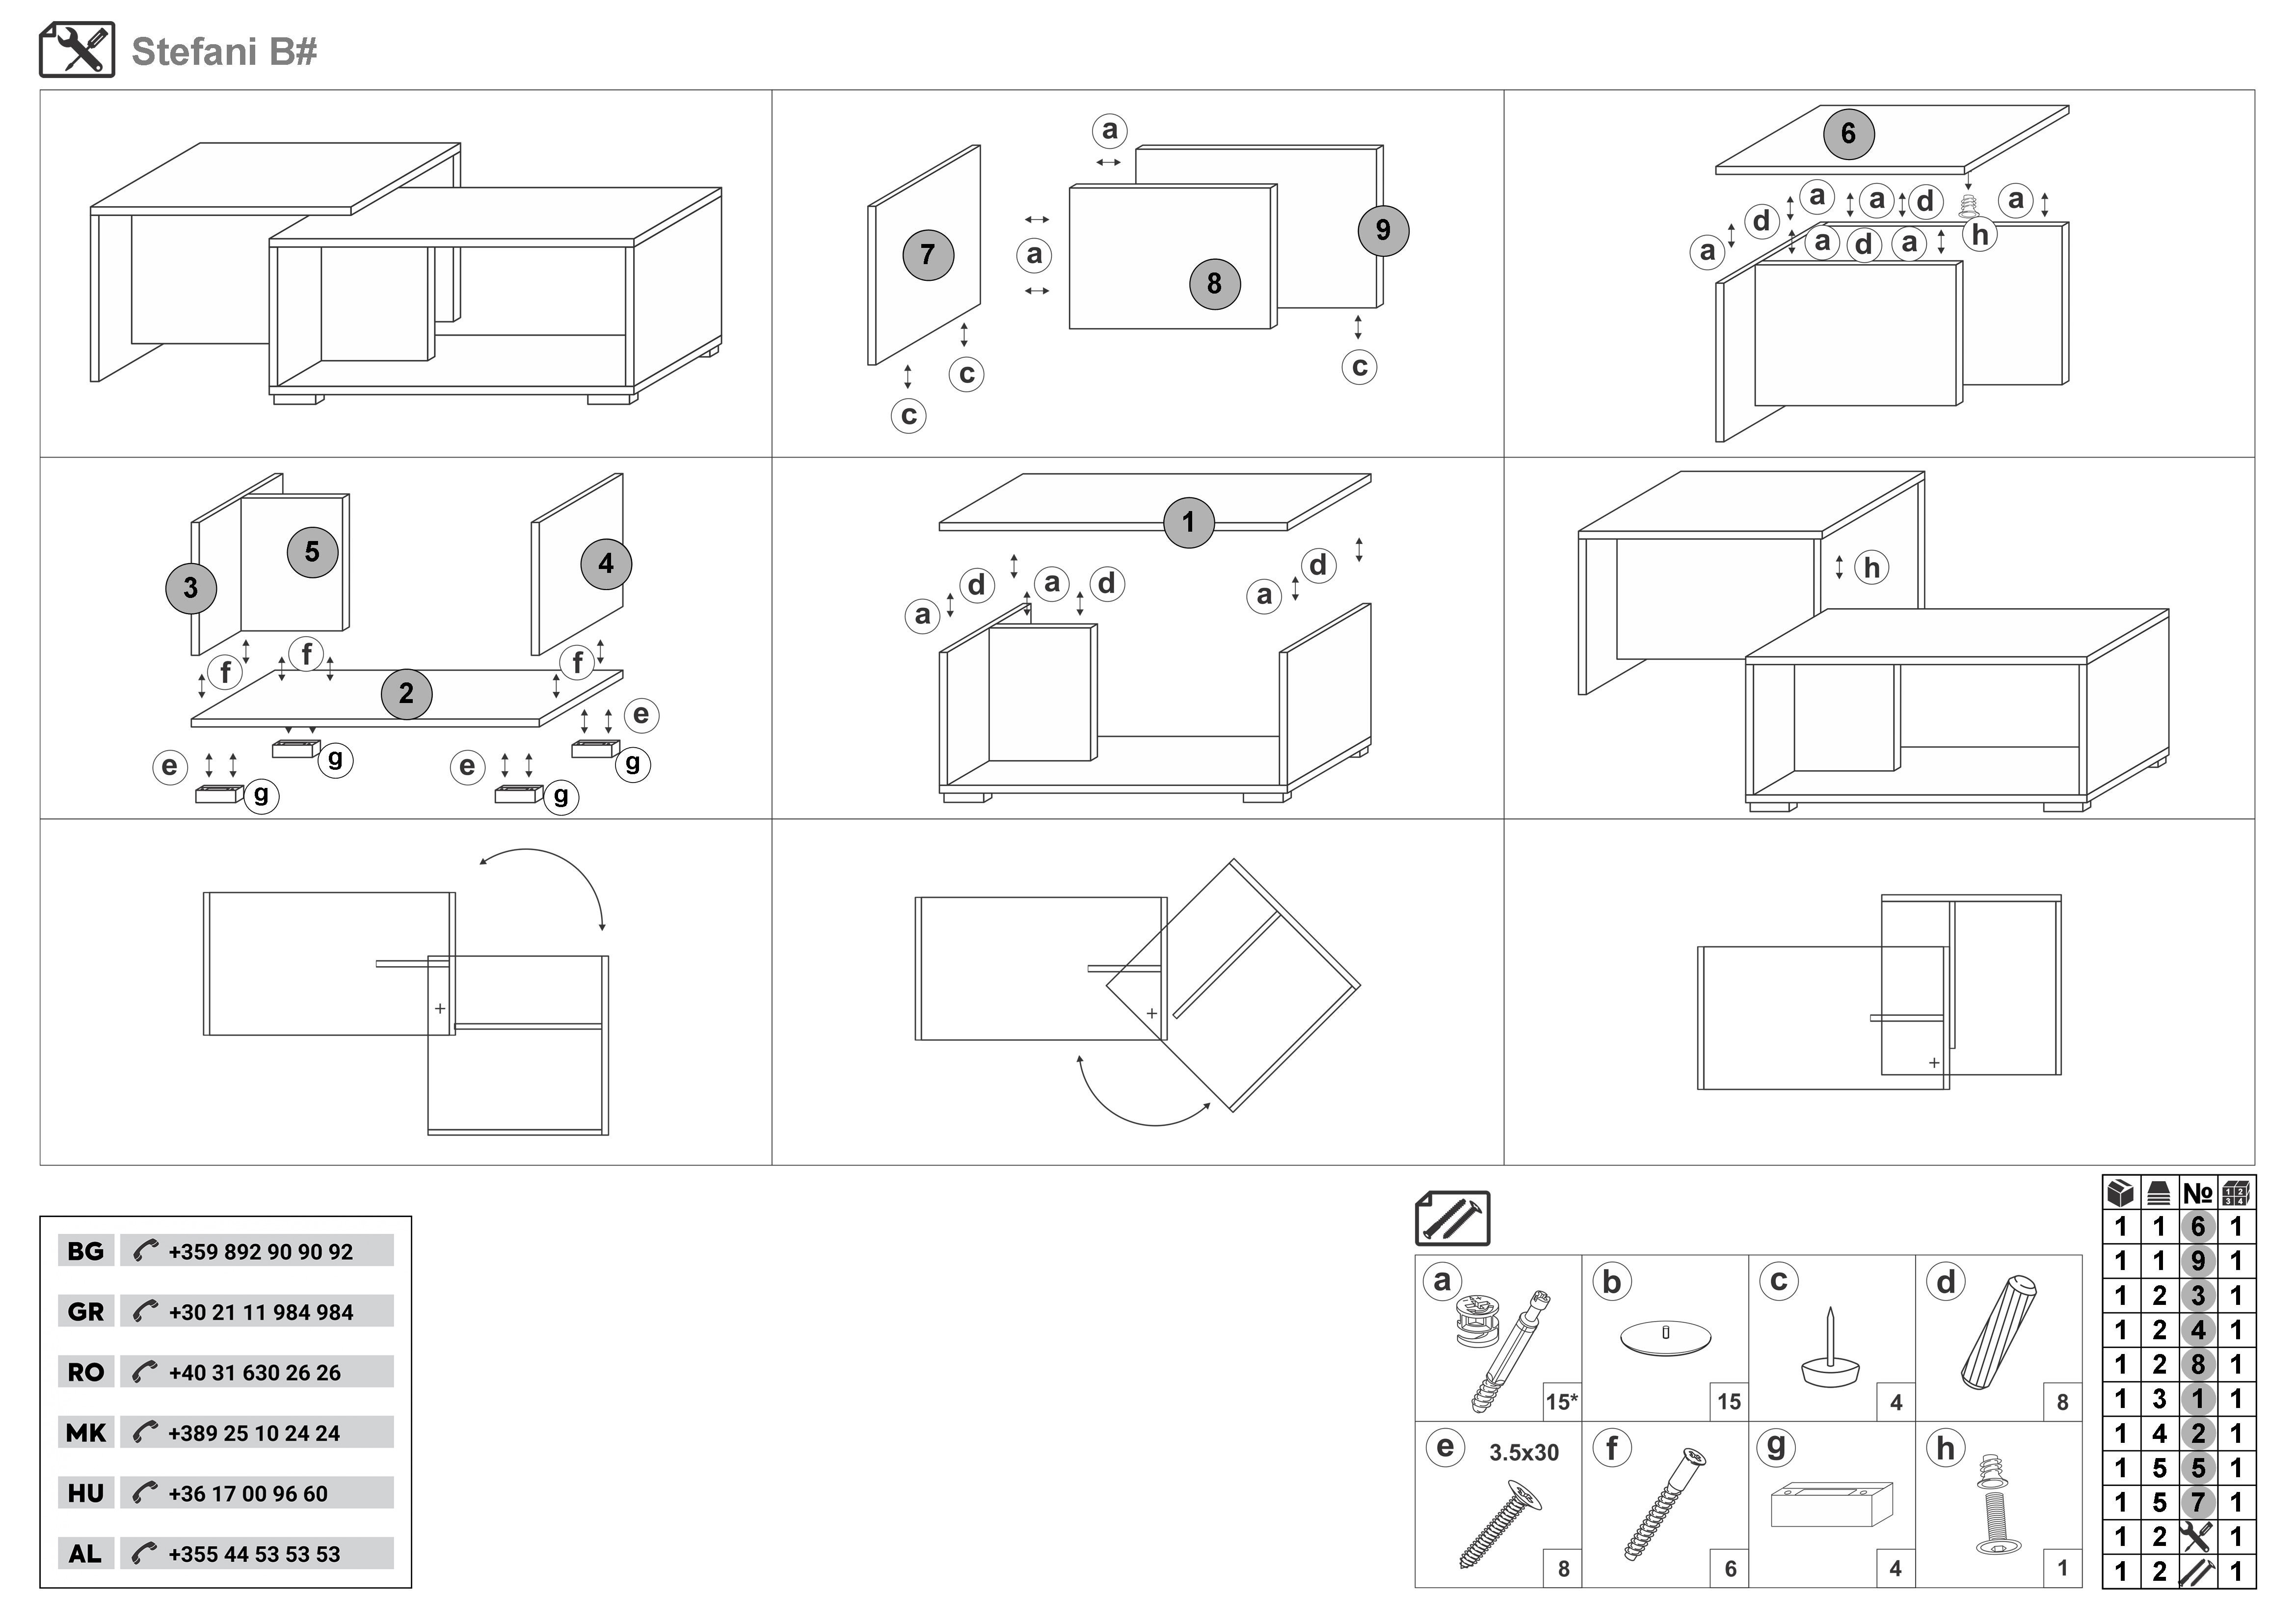 Stefani B#
a
7
a
8
9
c
c
c
6
a
a
d
a
d
h
a
a
d
a
3
5
4
f
f
f
2
e
g
g
e
g
e
g
1
d
a
d
d
a
a
h
BG +359 892 90 90 92
GR +30 21 11 984 984
RO +40 31 630 26 26
MK +389 25 10 24 24
HU +36 17 00 96 60
AL +355 44 53 53 53
a b c d
15* 15 4 8
e 3.5x30 f g h
8 6 4 1
№ 1 2 3 4
1 1 6 1
1 1 9 1
1 2 3 1
1 2 4 1
1 2 8 1
1 3 1 1
1 4 2 1
1 5 5 1
1 5 7 1
1 2 1
1 2 1